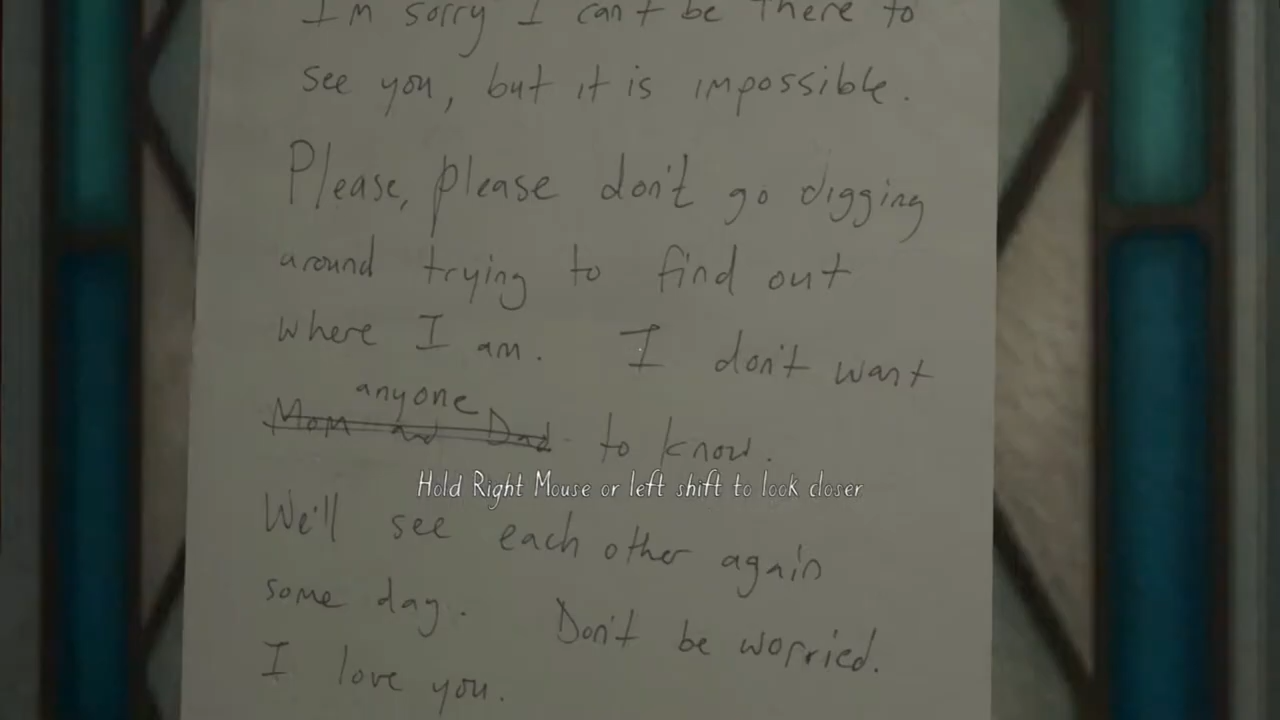 I'm sorry I can't be there to
see you, but it is impossible.
Please, please don't go digging
around trying to find out
where I am. I don't want
anyone
Mom and Dad to know.
Hold Right Mouse or left shift to look closer
We'll see each other again
some day. Don't be worried.
I love you.